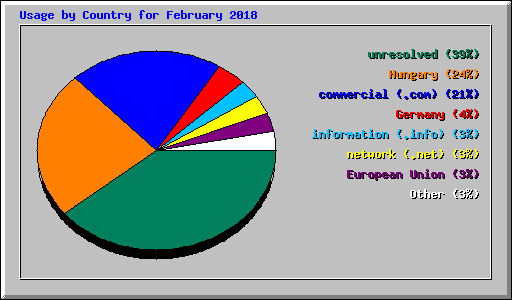 Usage by Country for February 2018
unresolved (39%)
Hungary (24%)
commercial (.com) (21%)
Germany (4%)
information (.info) (3%)
network (.net) (3%)
European Union (3%)
Other (3%)